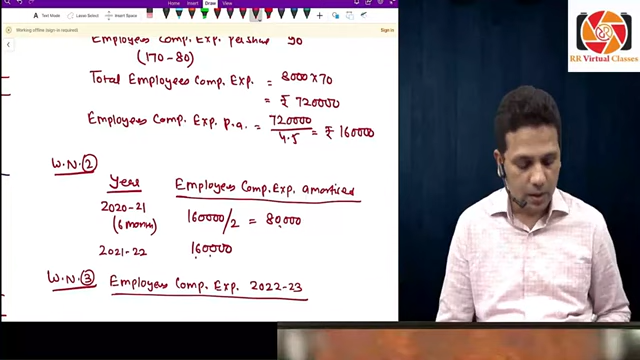 Home Insert Draw Layout View
Text Mode Lasso Select Insert Space
Working offline (sign-in required) Sign in
Employees Comp. Exp. per share 90
(170-80)
Total Employees Comp. Exp. = 8000x70
= ₹ 720000
Employees Comp. Exp. p.a. = 720000 / 4.5 = ₹ 160000
W.N.②
Year Employees Comp. Exp. amortised
2020-21
(6 month) 160000/2 = 80,000
2021-22 160000
W.N.③ Employees Comp. Exp. 2022-23
RR Virtual Classes